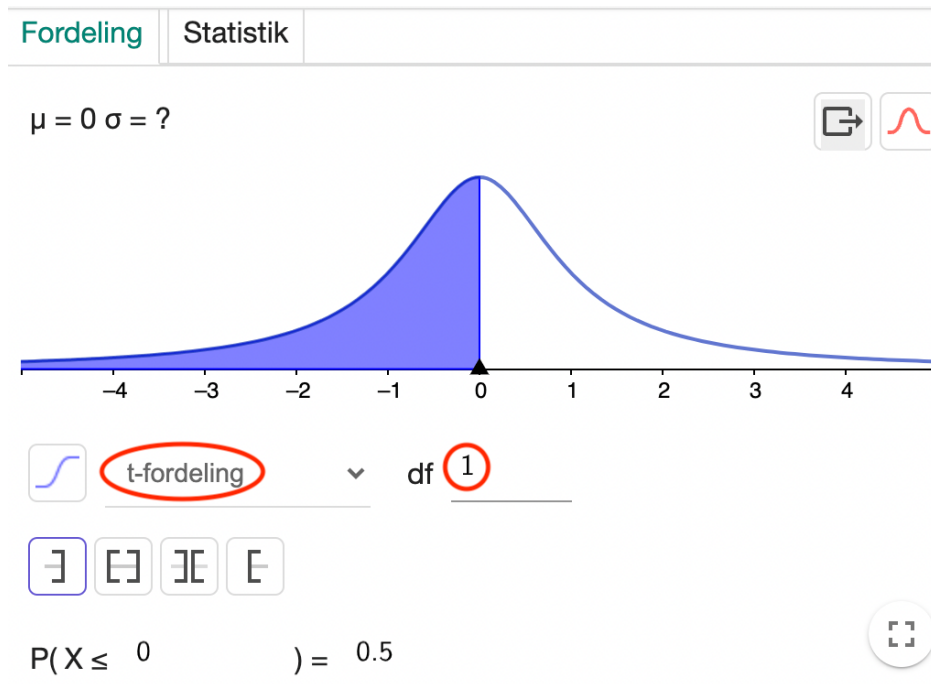 Fordeling Statistik
μ = 0 σ = ?
–4 –3 –2 –1 0 1 2 3 4
t-fordeling df 1
P( X ≤ 0 ) = 0.5